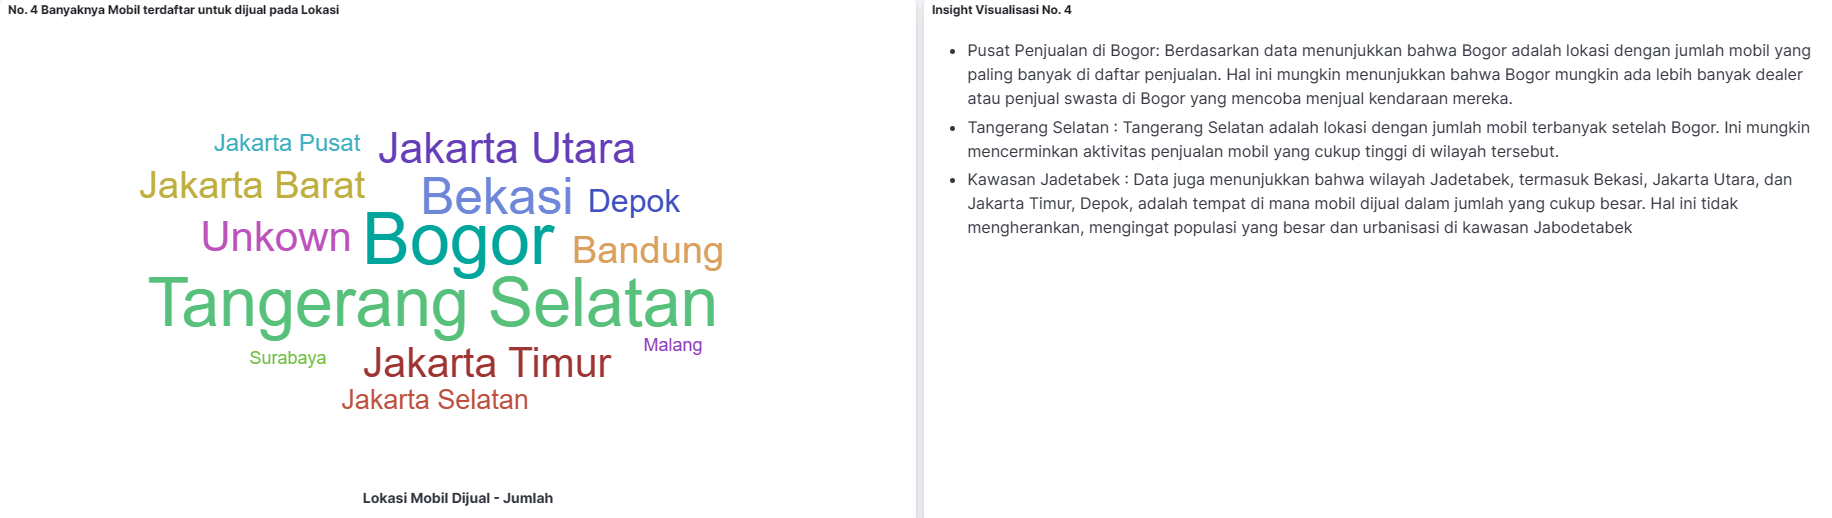 No. 4 Banyaknya Mobil terdaftar untuk dijual pada Lokasi
Jakarta Pusat
Jakarta Utara
Jakarta Barat
Bekasi
Depok
Unkown
Bogor
Bandung
Tangerang Selatan
Surabaya
Jakarta Timur
Malang
Jakarta Selatan
Lokasi Mobil Dijual - Jumlah
Insight Visualisasi No. 4
• Pusat Penjualan di Bogor: Berdasarkan data menunjukkan bahwa Bogor adalah lokasi dengan jumlah mobil yang
paling banyak di daftar penjualan. Hal ini mungkin menunjukkan bahwa Bogor mungkin ada lebih banyak dealer
atau penjual swasta di Bogor yang mencoba menjual kendaraan mereka.
• Tangerang Selatan : Tangerang Selatan adalah lokasi dengan jumlah mobil terbanyak setelah Bogor. Ini mungkin
mencerminkan aktivitas penjualan mobil yang cukup tinggi di wilayah tersebut.
• Kawasan Jadetabek : Data juga menunjukkan bahwa wilayah Jadetabek, termasuk Bekasi, Jakarta Utara, dan
Jakarta Timur, Depok, adalah tempat di mana mobil dijual dalam jumlah yang cukup besar. Hal ini tidak
mengherankan, mengingat populasi yang besar dan urbanisasi di kawasan Jabodetabek